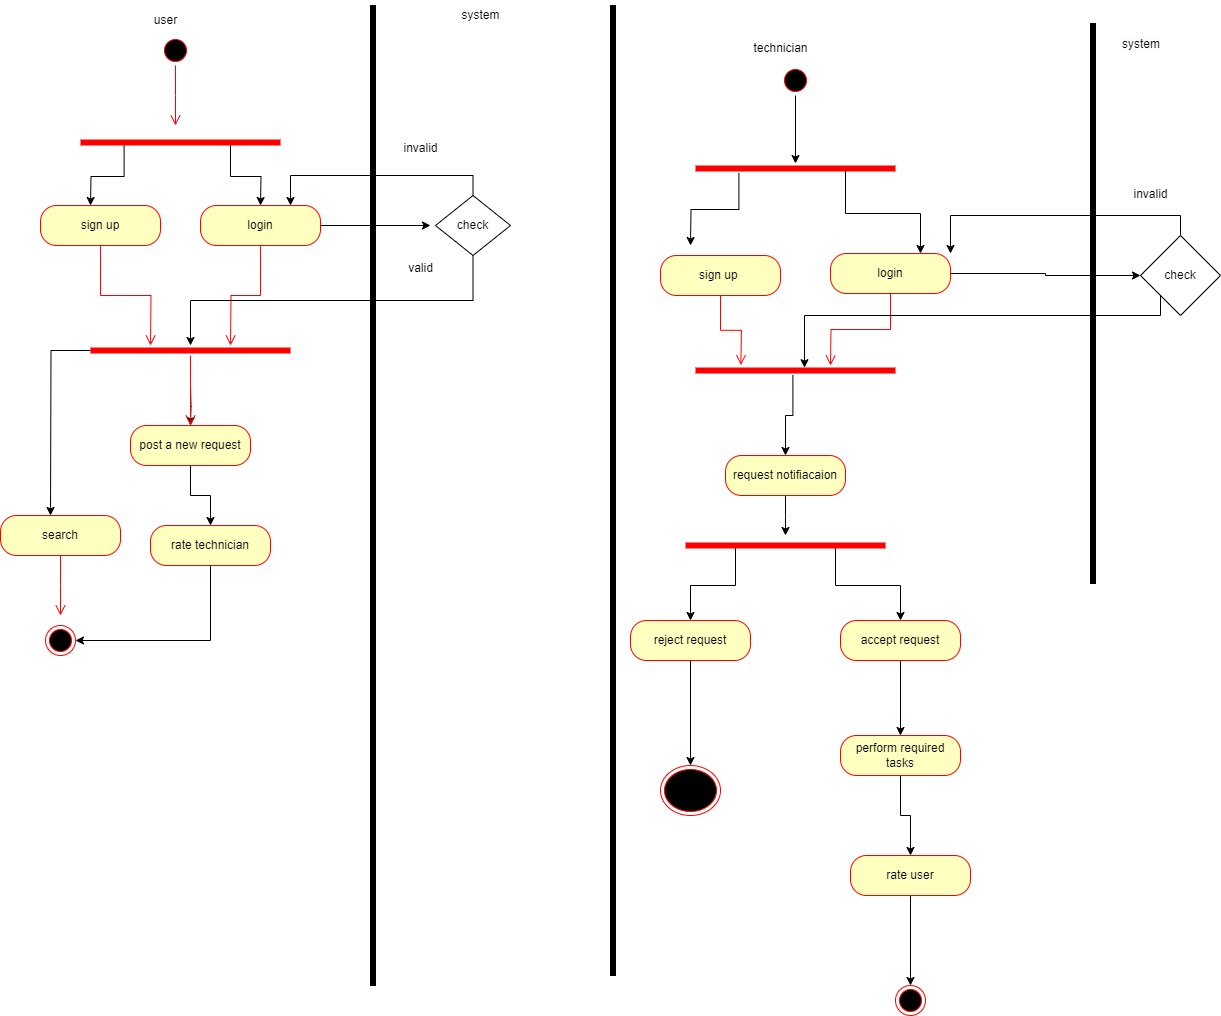 user
system
invalid
sign up
login
check
valid
post a new request
search
rate technician
technician
system
invalid
sign up
login
check
request notifiacaion
reject request
accept request
perform required
tasks
rate user